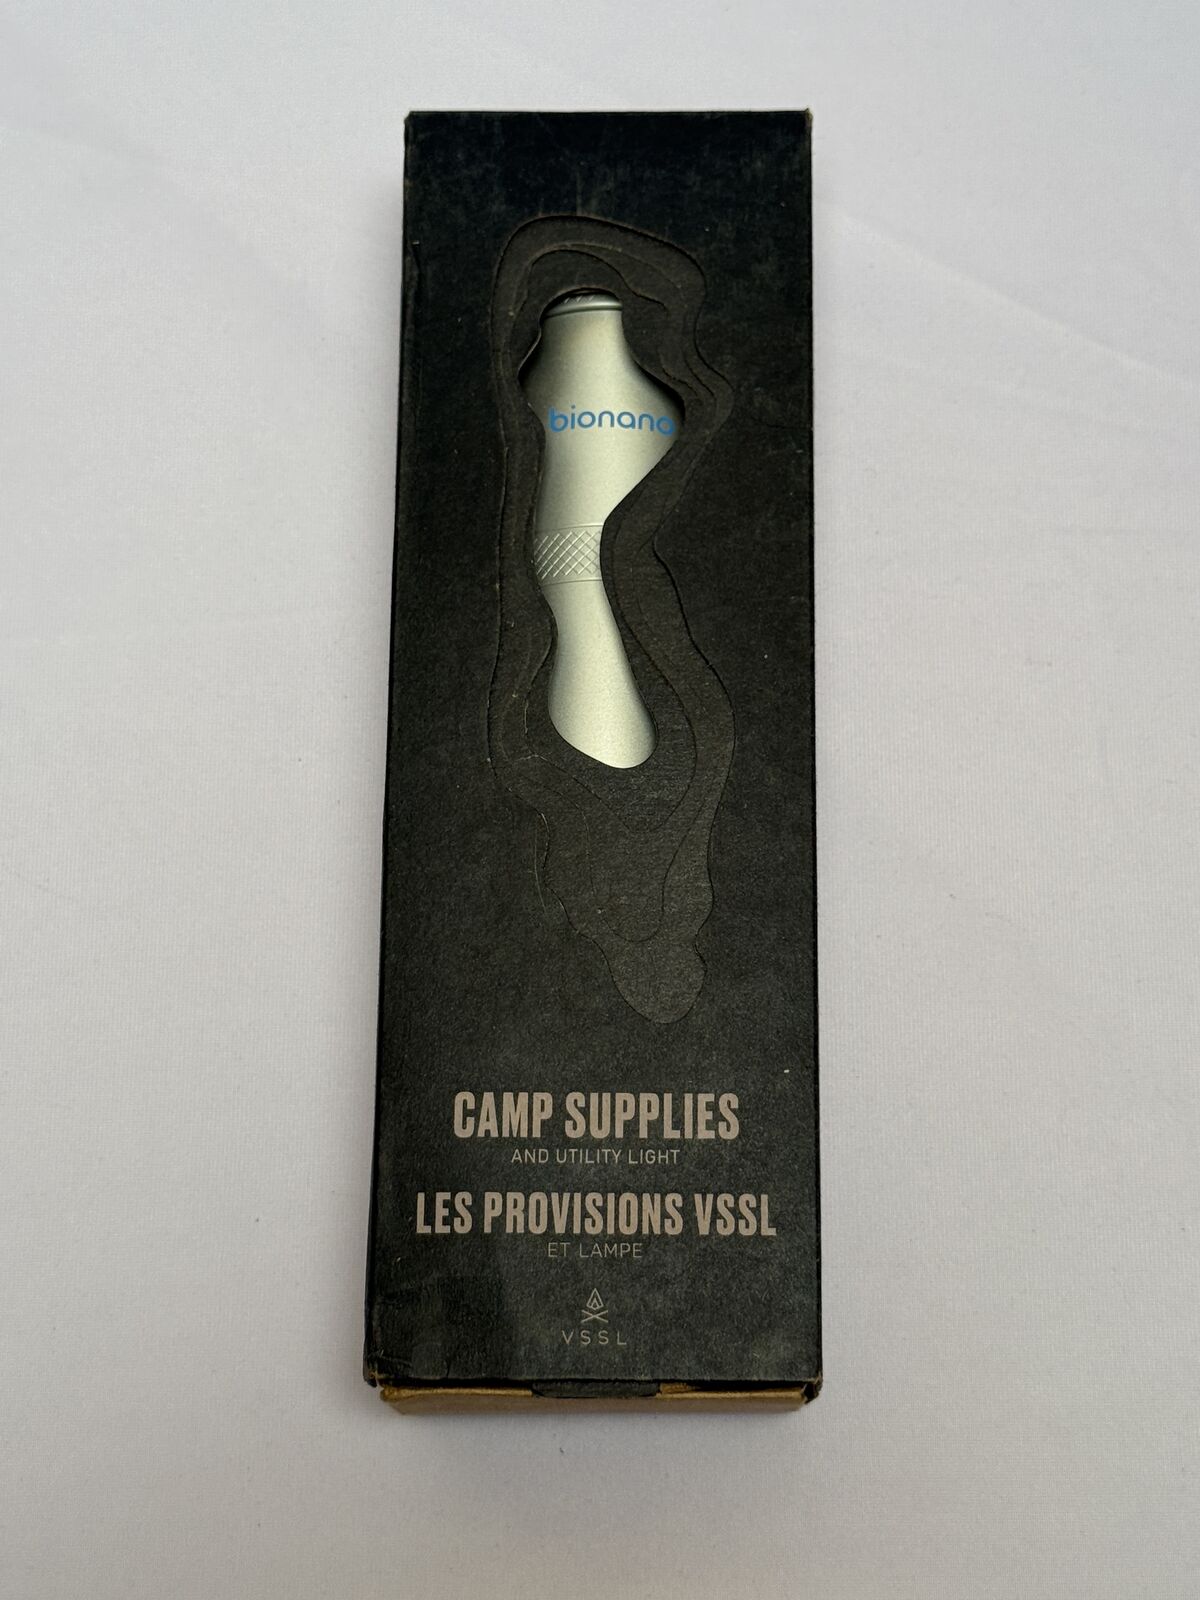 bionano
CAMP SUPPLIES
AND UTILITY LIGHT
LES PROVISIONS VSSL
ET LAMPE
VSSL